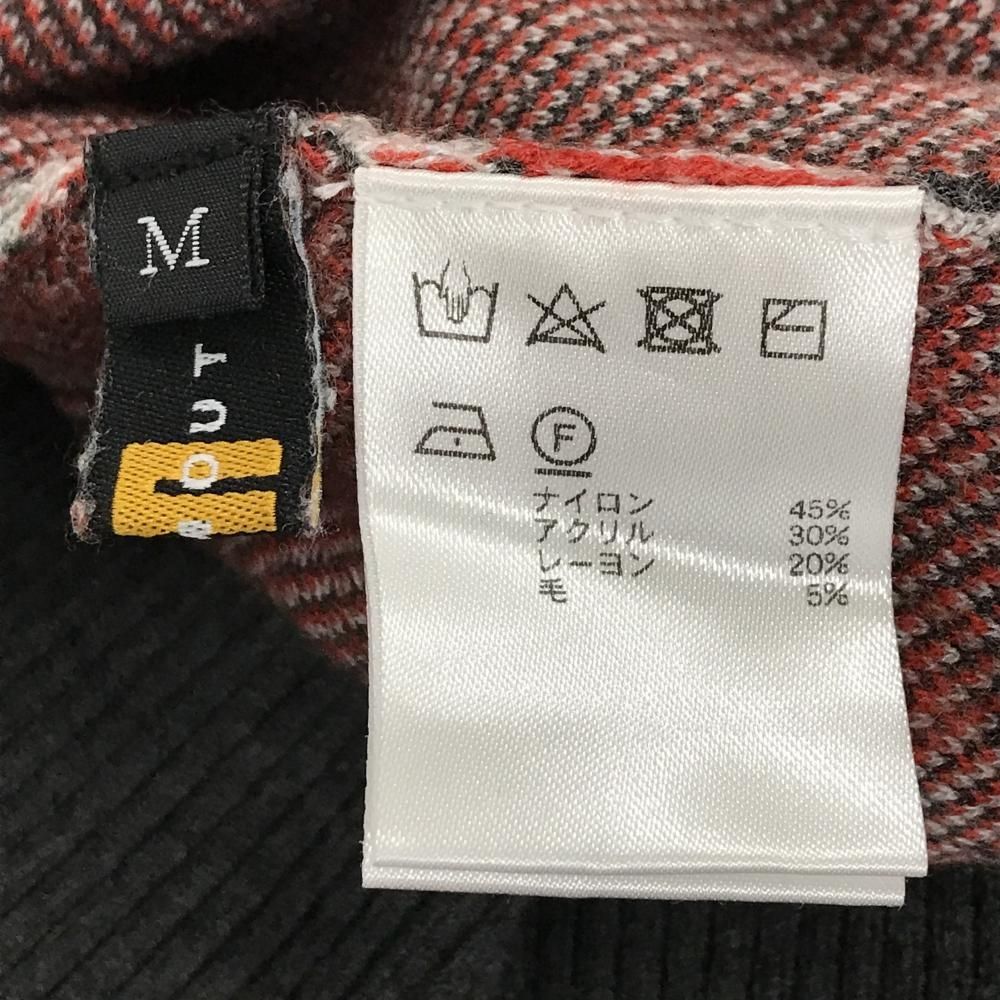 M
F
ナイロン 45%
アクリル 30%
レーヨン 20%
毛 5%